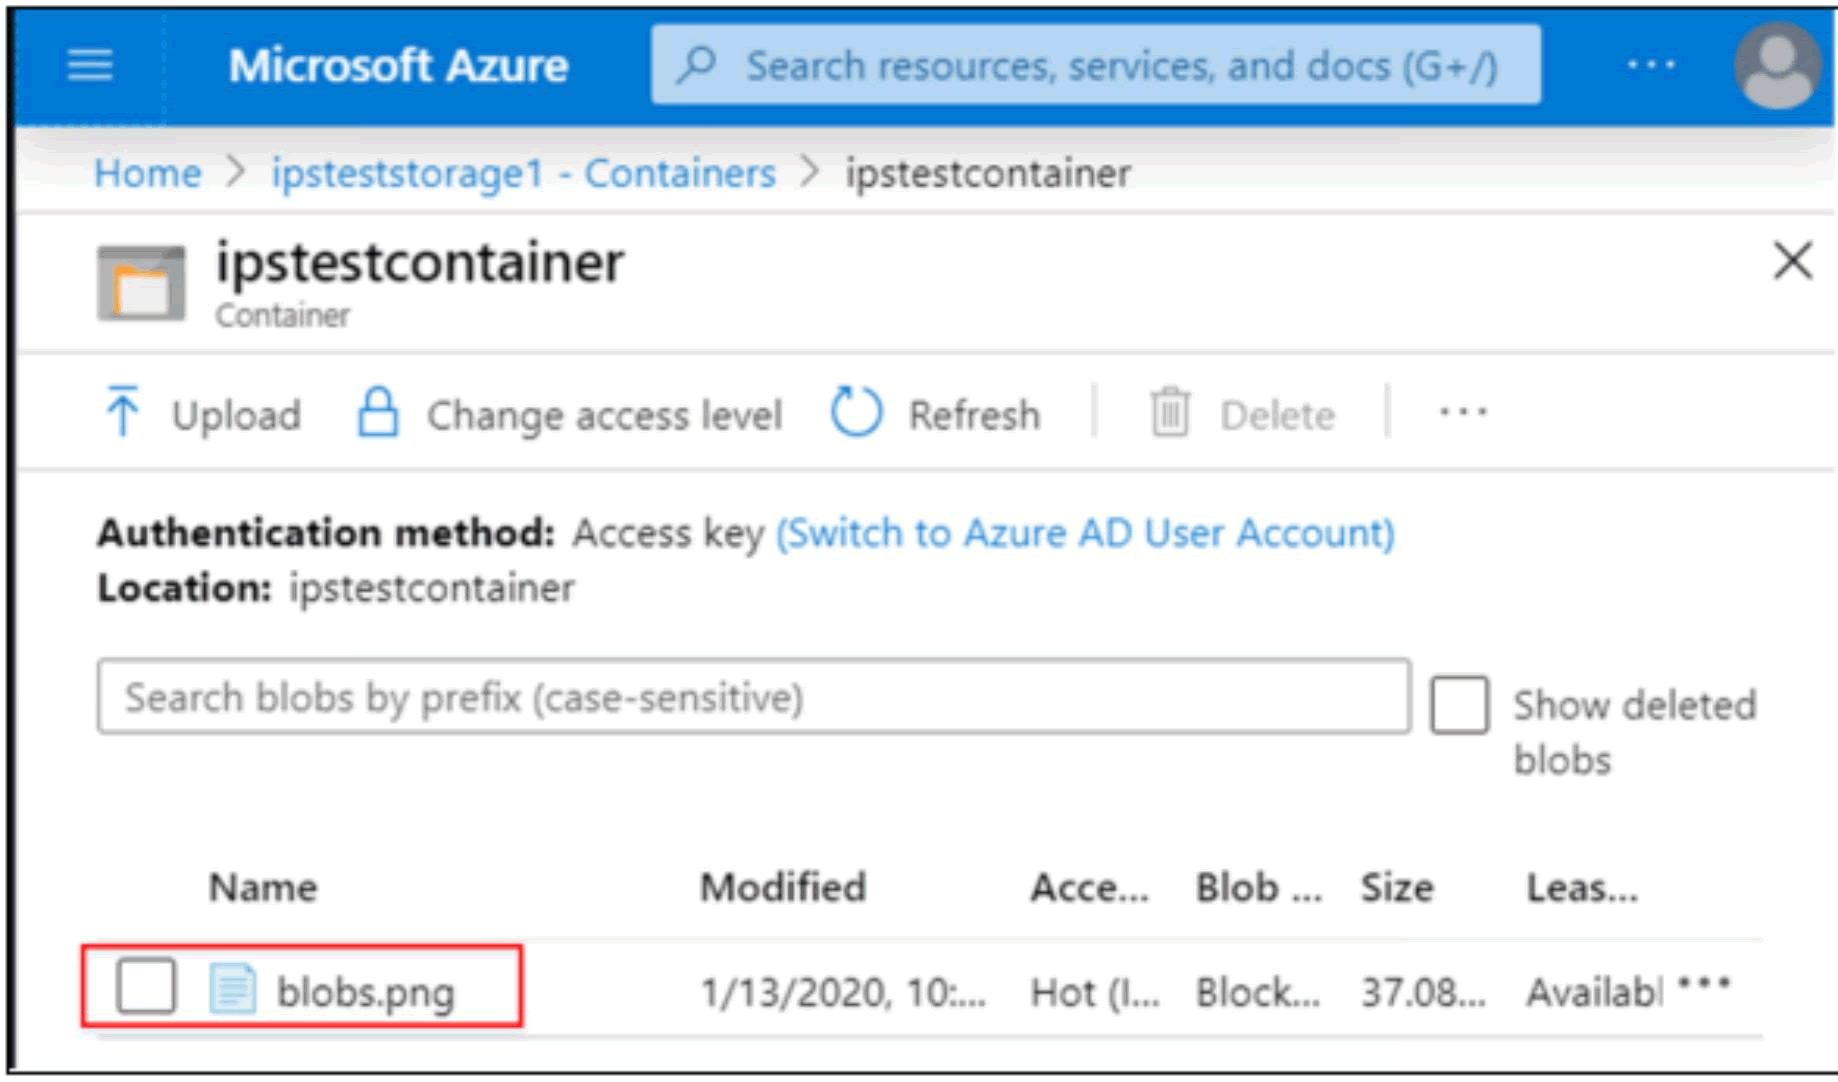 Microsoft Azure
Search resources, services, and docs (G+/)
...
Home > ipsteststorage1 - Containers > ipstestcontainer
ipstestcontainer
Container
Upload Change access level Refresh Delete ...
Authentication method: Access key (Switch to Azure AD User Account)
Location: ipstestcontainer
Search blobs by prefix (case-sensitive)
Show deleted
blobs
Name Modified Acce... Blob ... Size Leas...
blobs.png 1/13/2020, 10:... Hot (I... Block... 37.08... Availabl ...